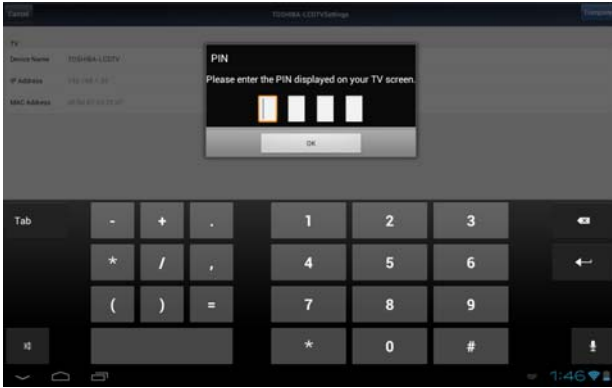 Cancel TOSHIBA-LCDTVSettings
TV
Device Name TOSHIBA-LCDTV
IP Address
MAC Address
PIN
Please enter the PIN displayed on your TV screen.
OK
Tab - + . 1 2 3
* / , 4 5 6
( ) = 7 8 9
* 0 #
1:46